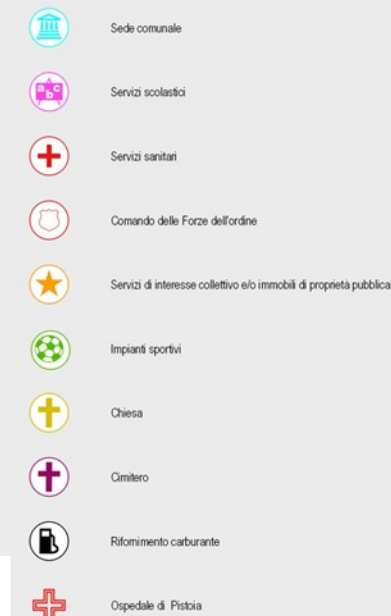 Sede comunale
a b c
Servizi scolastici
Servizi sanitari
Comando delle Forze dell'ordine
Servizi di interesse collettivo e/o immobili di proprietà pubblica
Impianti sportivi
Chiesa
Cimitero
Rifornimento carburante
Ospedale di Pistoia